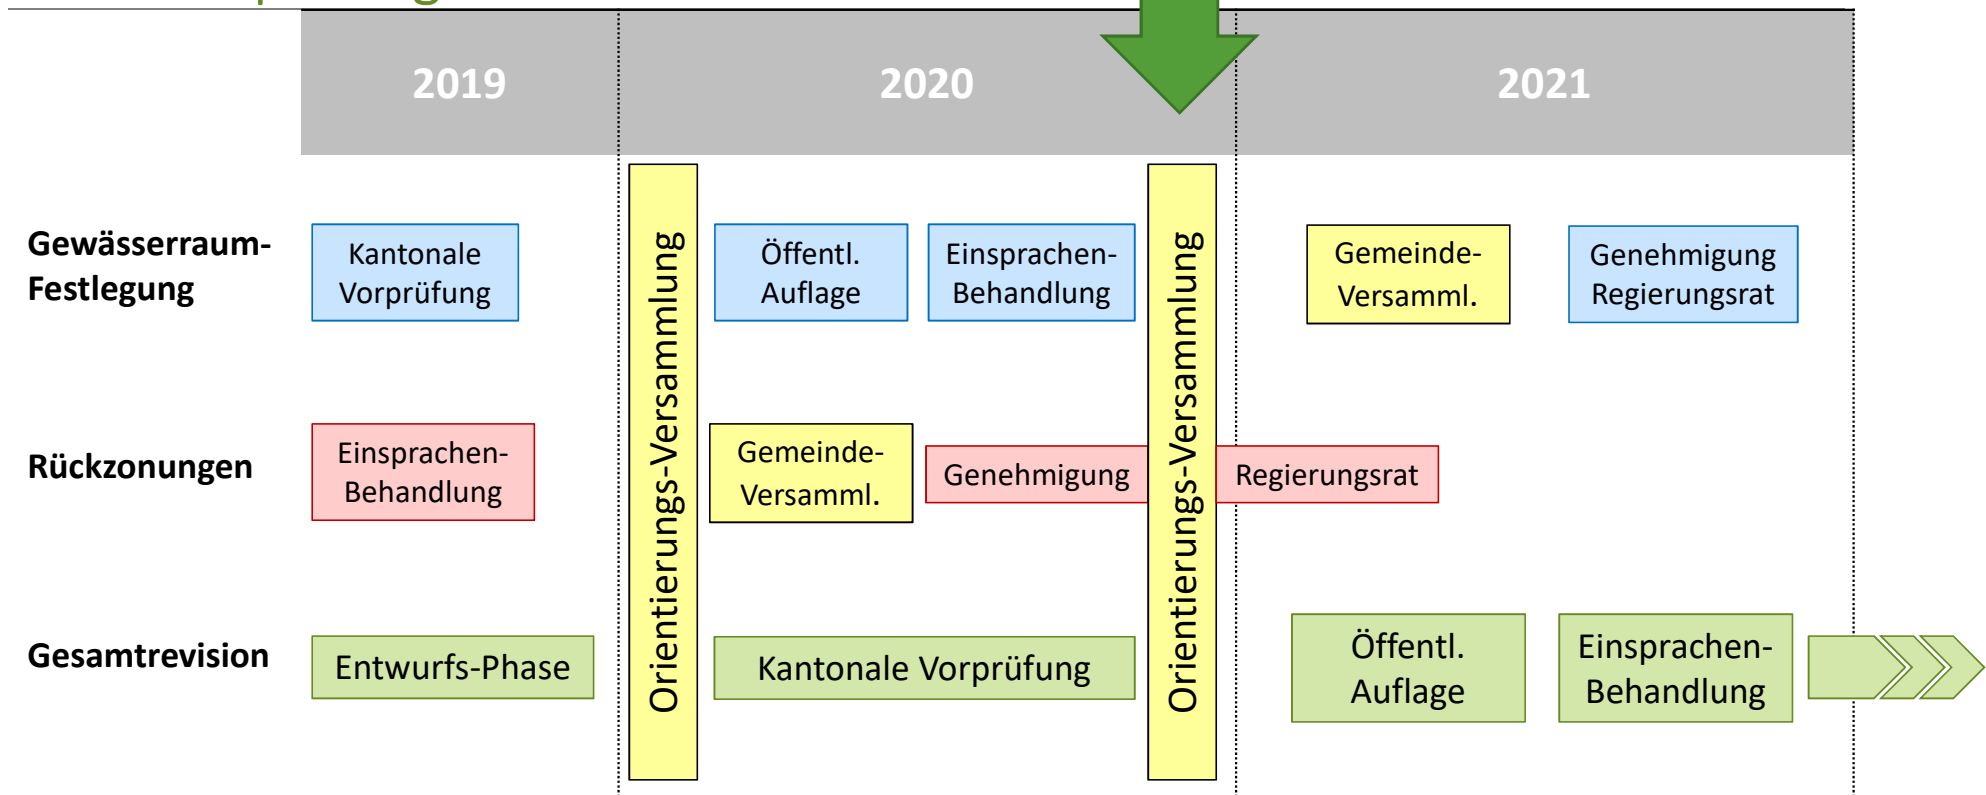 2019
2020
2021
Gewässerraum-
Festlegung
Kantonale
Vorprüfung
Orientierungs-Versammlung
Öffentl.
Auflage
Einsprachen-
Behandlung
Orientierungs-Versammlung
Gemeinde-
Versamml.
Genehmigung
Regierungsrat
Rückzonungen
Einsprachen-
Behandlung
Gemeinde-
Versamml.
Genehmigung
Regierungsrat
Gesamtrevision
Entwurfs-Phase
Kantonale Vorprüfung
Öffentl.
Auflage
Einsprachen-
Behandlung